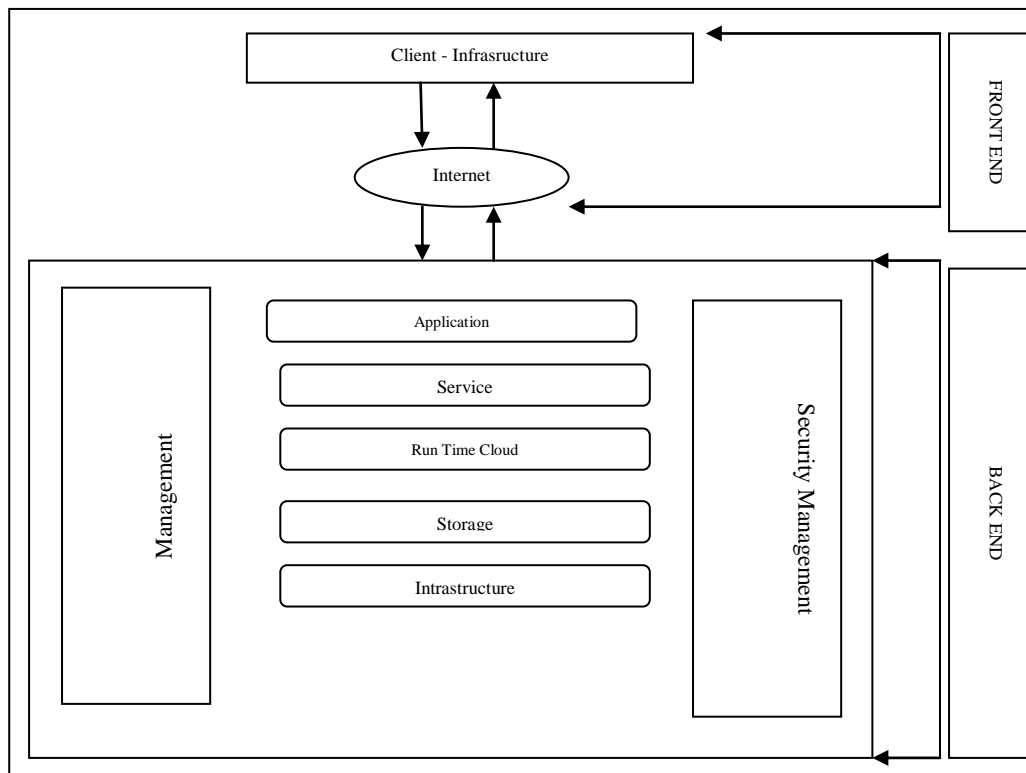 Client - Infrasructure
FRONT END
Internet
Application
Service
Run Time Cloud
Storage
Intrastructure
Management
Security Management
BACK END